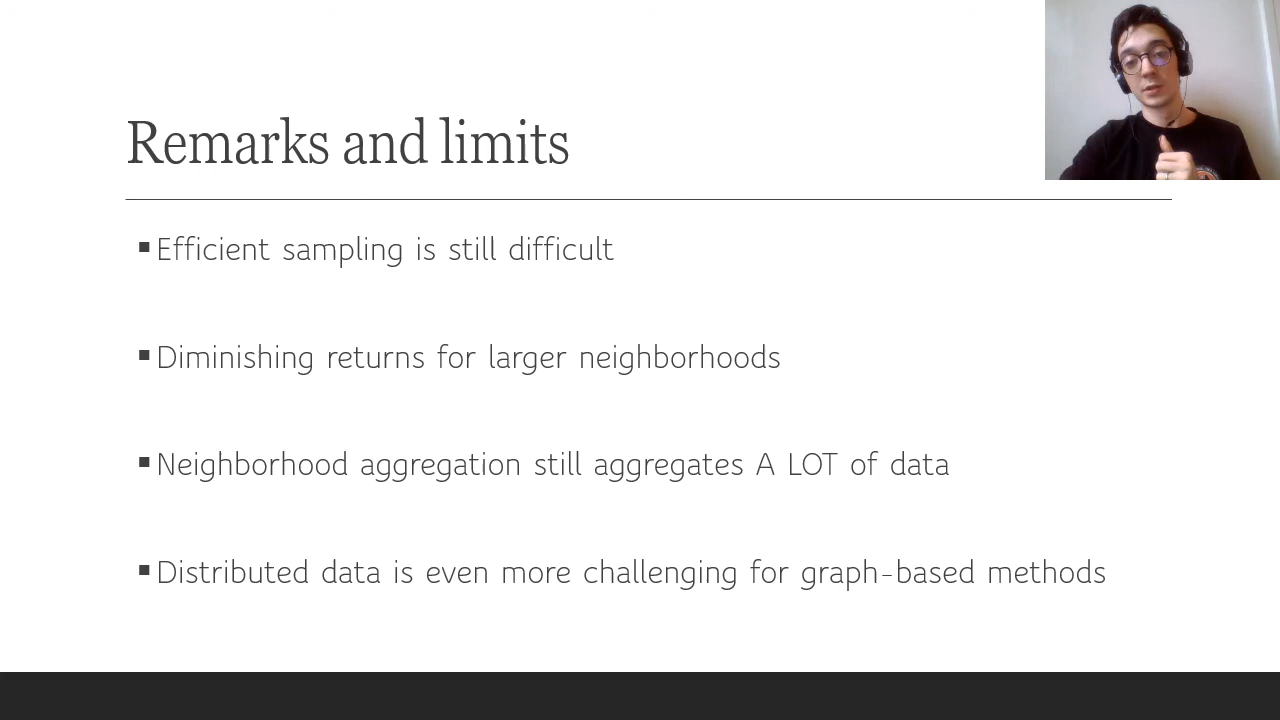 Remarks and limits
Efficient sampling is still difficult
Diminishing returns for larger neighborhoods
Neighborhood aggregation still aggregates A LOT of data
Distributed data is even more challenging for graph-based methods